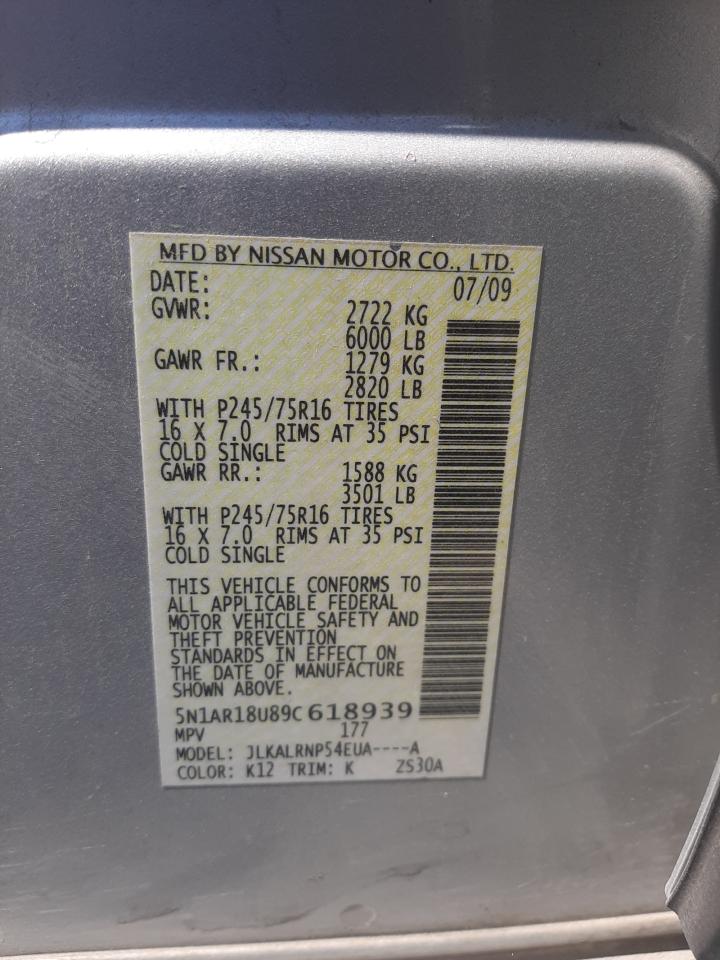 MFD BY NISSAN MOTOR CO., LTD.
DATE: 07/09
GVWR: 2722 KG
6000 LB
GAWR FR.: 1279 KG
2820 LB
WITH P245/75R16 TIRES
16 X 7.0 RIMS AT 35 PSI
COLD SINGLE
GAWR RR.: 1588 KG
3501 LB
WITH P245/75R16 TIRES
16 X 7.0 RIMS AT 35 PSI
COLD SINGLE
THIS VEHICLE CONFORMS TO
ALL APPLICABLE FEDERAL
MOTOR VEHICLE SAFETY AND
THEFT PREVENTION
STANDARDS IN EFFECT ON
THE DATE OF MANUFACTURE
SHOWN ABOVE.
5N1AR18U89C618939
MPV 177
MODEL: JLKALRNP54EUA----A
COLOR: K12 TRIM: K ZS30A